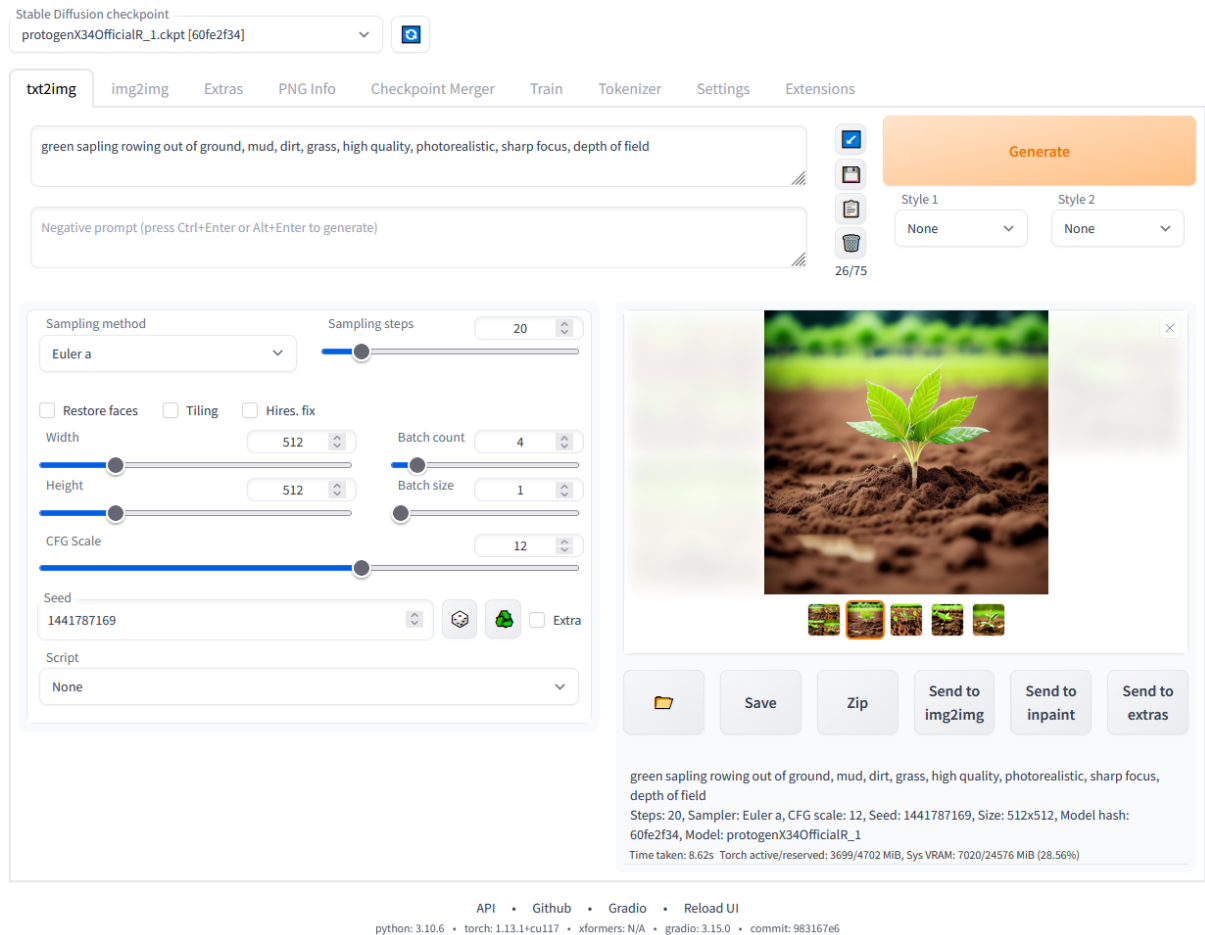 Stable Diffusion checkpoint
protogenX34OfficialR_1.ckpt [60fe2f34]
txt2img img2img Extras PNG Info Checkpoint Merger Train Tokenizer Settings Extensions
green sapling rowing out of ground, mud, dirt, grass, high quality, photorealistic, sharp focus, depth of field
Negative prompt (press Ctrl+Enter or Alt+Enter to generate)
26/75
Generate
Style 1 Style 2
None None
Sampling method Sampling steps 20
Euler a
Restore faces Tiling Hires. fix
Width 512 Batch count 4
Height 512 Batch size 1
CFG Scale 12
Seed
1441787169 Extra
Script
None
Save Zip Send to img2img Send to inpaint Send to extras
green sapling rowing out of ground, mud, dirt, grass, high quality, photorealistic, sharp focus,
depth of field
Steps: 20, Sampler: Euler a, CFG scale: 12, Seed: 1441787169, Size: 512x512, Model hash:
60fe2f34, Model: protogenX34OfficialR_1
Time taken: 8.62s Torch active/reserved: 3699/4702 MiB, Sys VRAM: 7020/24576 MiB (28.56%)
API • Github • Gradio • Reload UI
python: 3.10.6 • torch: 1.13.1+cu117 • xformers: N/A • gradio: 3.15.0 • commit: 983167e6